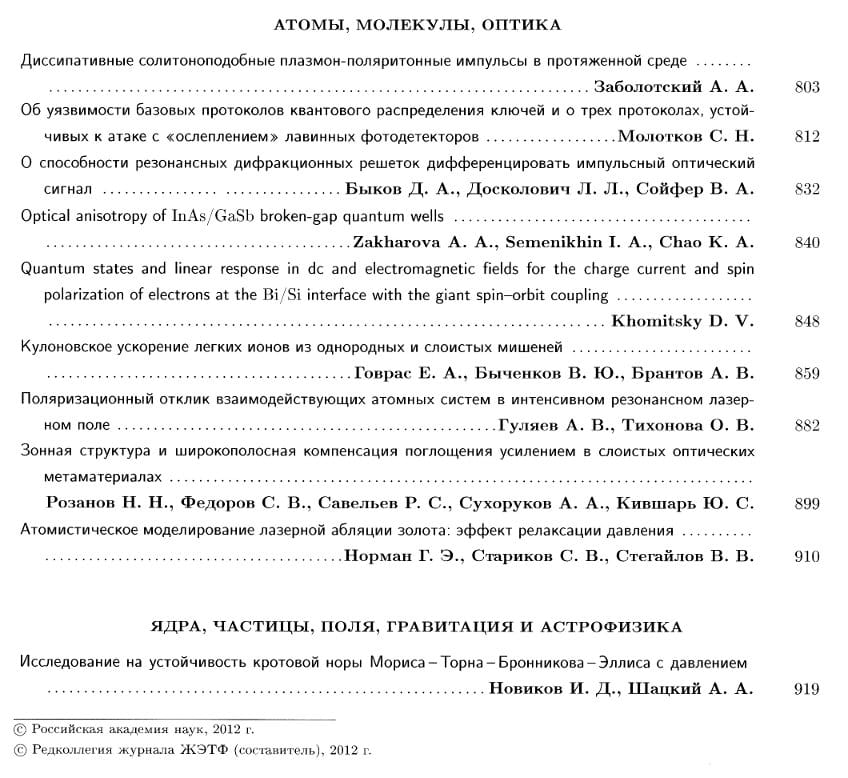 АТОМЫ, МОЛЕКУЛЫ, ОПТИКА
Диссипативные солитоноподобные плазмон-поляритонные импульсы в протяженной среде ........
.......................................................... Заболотский А. А. 803
Об уязвимости базовых протоколов квантового распределения ключей и о трех протоколах, устой-
чивых к атаке с «ослеплением» лавинных фотодетекторов .................. Молотков С. Н. 812
О способности резонансных дифракционных решеток дифференцировать импульсный оптический
сигнал ............... ............... Быков Д. А., Досколович Л. Л., Сойфер В. А. 832
Optical anisotropy of InAs/GaSb broken-gap quantum wells .......................................
........................................ Zakharova A. A., Semenikhin I. A., Chao K. A. 840
Quantum states and linear response in dc and electromagnetic fields for the charge current and spin
polarization of electrons at the Bi/Si interface with the giant spin–orbit coupling ..................
.............................................................. Khomitsky D. V. 848
Кулоновское ускорение легких ионов из однородных и слоистых мишеней ........................
........................................ Говрас Е. А., Быченков В. Ю., Брантов А. В. 859
Поляризационный отклик взаимодействующих атомных систем в интенсивном резонансном лазер-
ном поле .................................................. Гуляев А. В., Тихонова О. В. 882
Зонная структура и широкополосная компенсация поглощения усилением в слоистых оптических
метаматериалах ..............................................................
Розанов Н. Н., Федоров С. В., Савельев Р. С., Сухоруков А. А., Кившарь Ю. С. 899
Атомистическое моделирование лазерной абляции золота: эффект релаксации давления ..........
....................................... Норман Г. Э., Стариков С. В., Стегайлов В. В. 910
ЯДРА, ЧАСТИЦЫ, ПОЛЯ, ГРАВИТАЦИЯ И АСТРОФИЗИКА
Исследование на устойчивость кротовой норы Мориса – Торна – Бронникова – Эллиса с давлением
.................................................. Новиков И. Д., Шацкий А. А. 919
© Российская академия наук, 2012 г.
© Редколлегия журнала ЖЭТФ (составитель), 2012 г.